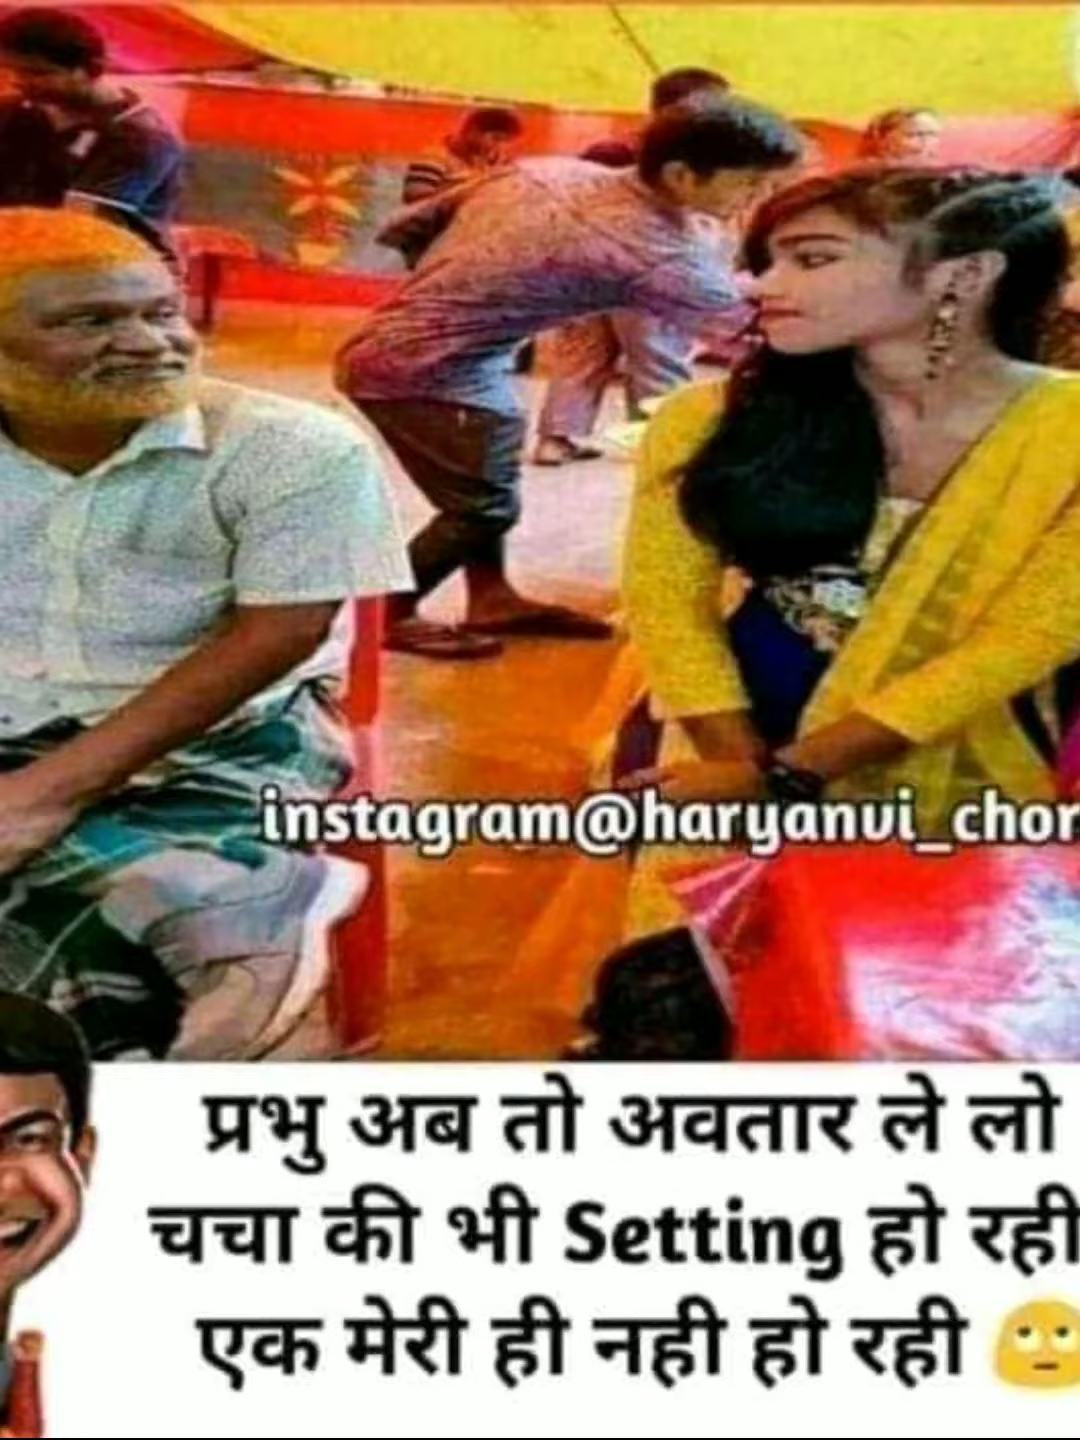 instagram@haryanvi_chor
प्रभु अब तो अवतार ले लो
चचा की भी Setting हो रही
एक मेरी ही नही हो रही 🙄